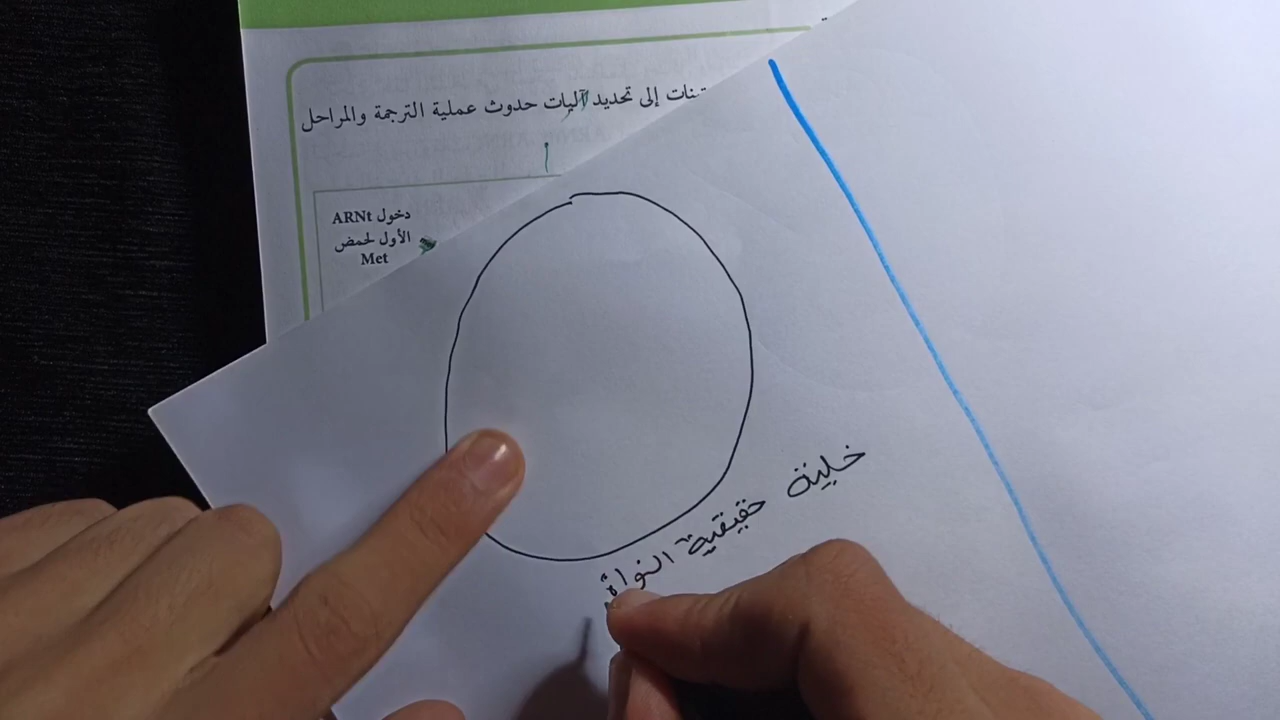 تنات إلى تحديد آليات حدوث عملية الترجمة والمراحل
دخول ARNt
الأول لحمض
Met
خلية حقيقية النواة